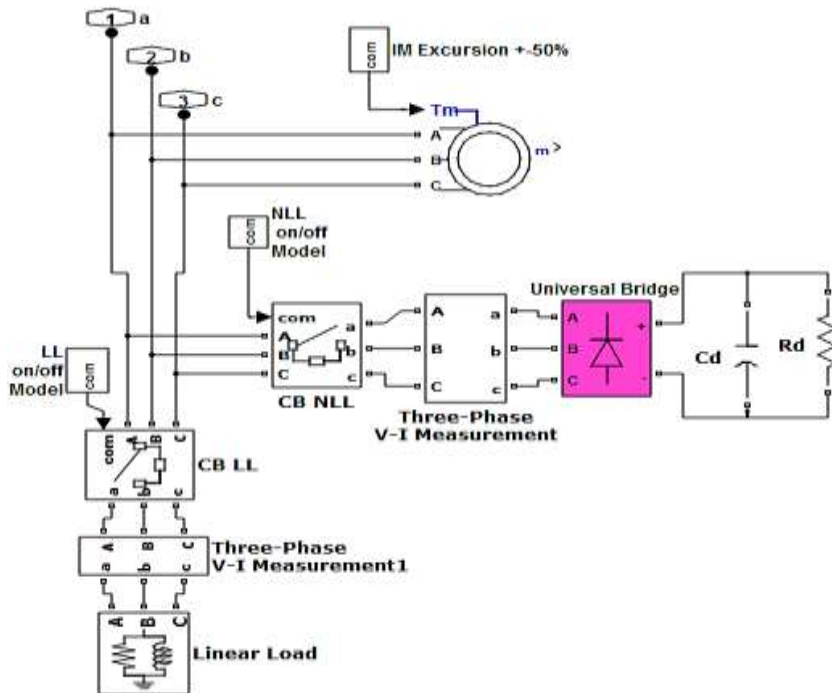 1 a
2 b
3 c
com
IM Excursion +-50%
Tm
A
B
C
m >
com
NLL
on/off
Model
com
A
B
C
a
b
c
CB NLL
A
B
C
a
b
c
Three-Phase
V-I Measurement
Universal Bridge
A
B
C
+
-
Cd
Rd
LL
on/off
Model
com
com
A
B
C
a
b
c
CB LL
A
B
C
a
b
c
Three-Phase
V-I Measurement1
A
B
C
Linear Load